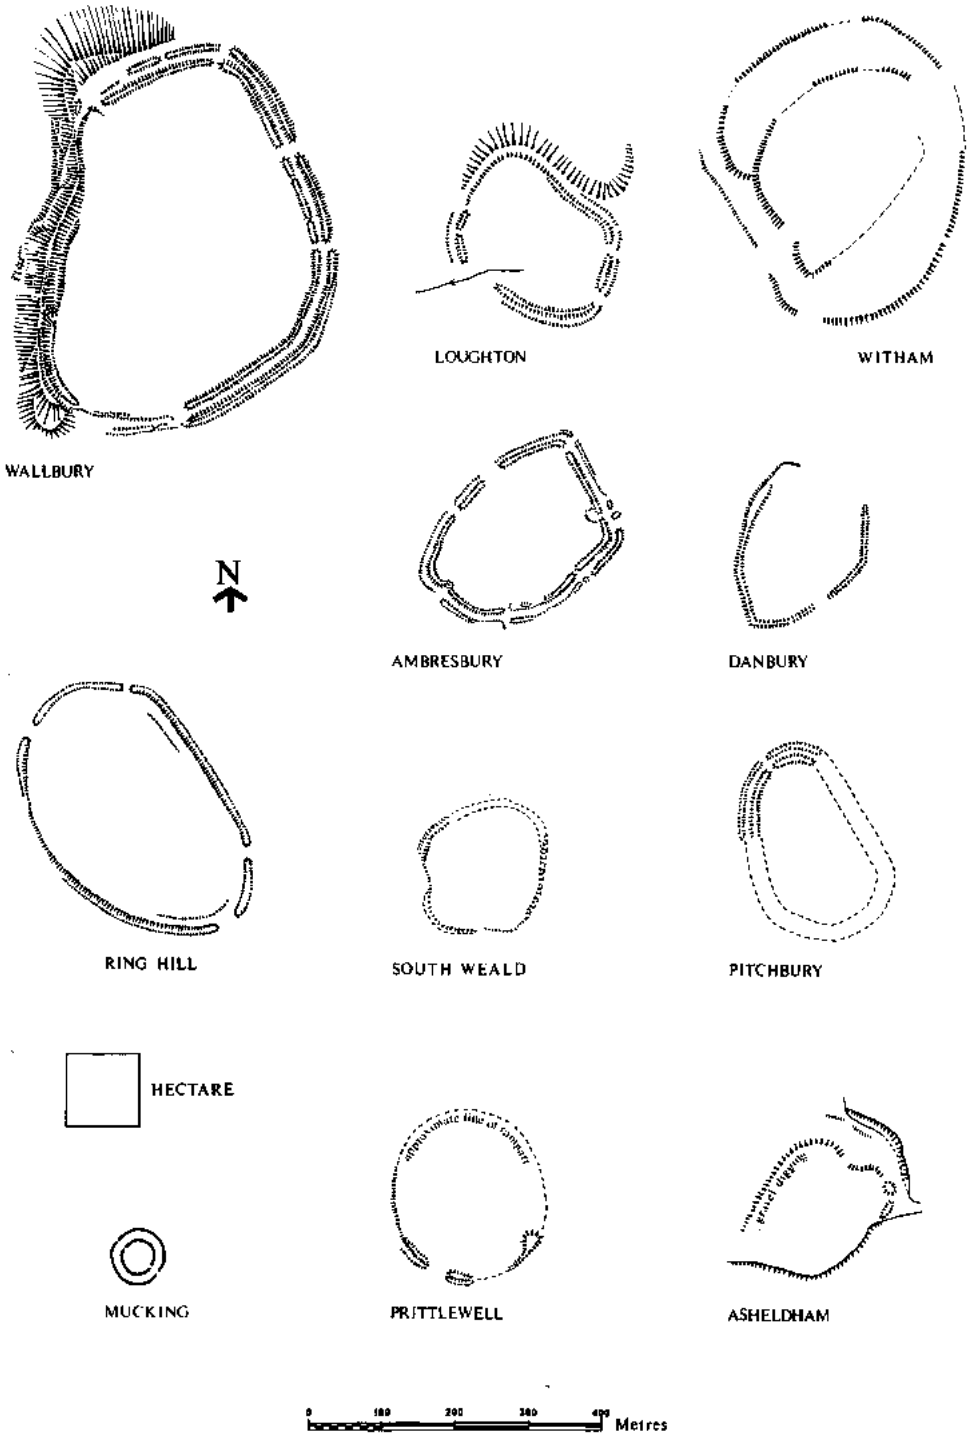 LOUGHTON
WITHAM
WALLBURY
N
AMBRESBURY
DANBURY
RING HILL
SOUTH WEALD
PITCHBURY
HECTARE
approximate line of rampart
gravel digging
MUCKING
PRITTLEWELL
ASHELDHAM
0 100 200 300 400 Metres